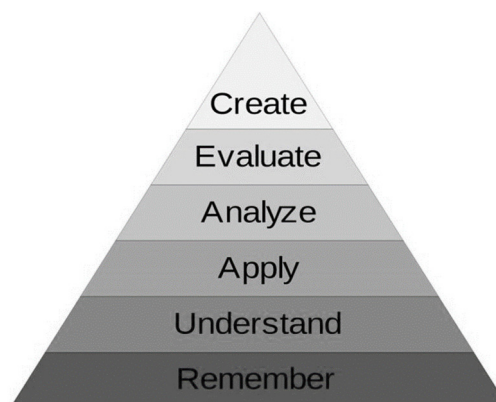 Create
Evaluate
Analyze
Apply
Understand
Remember